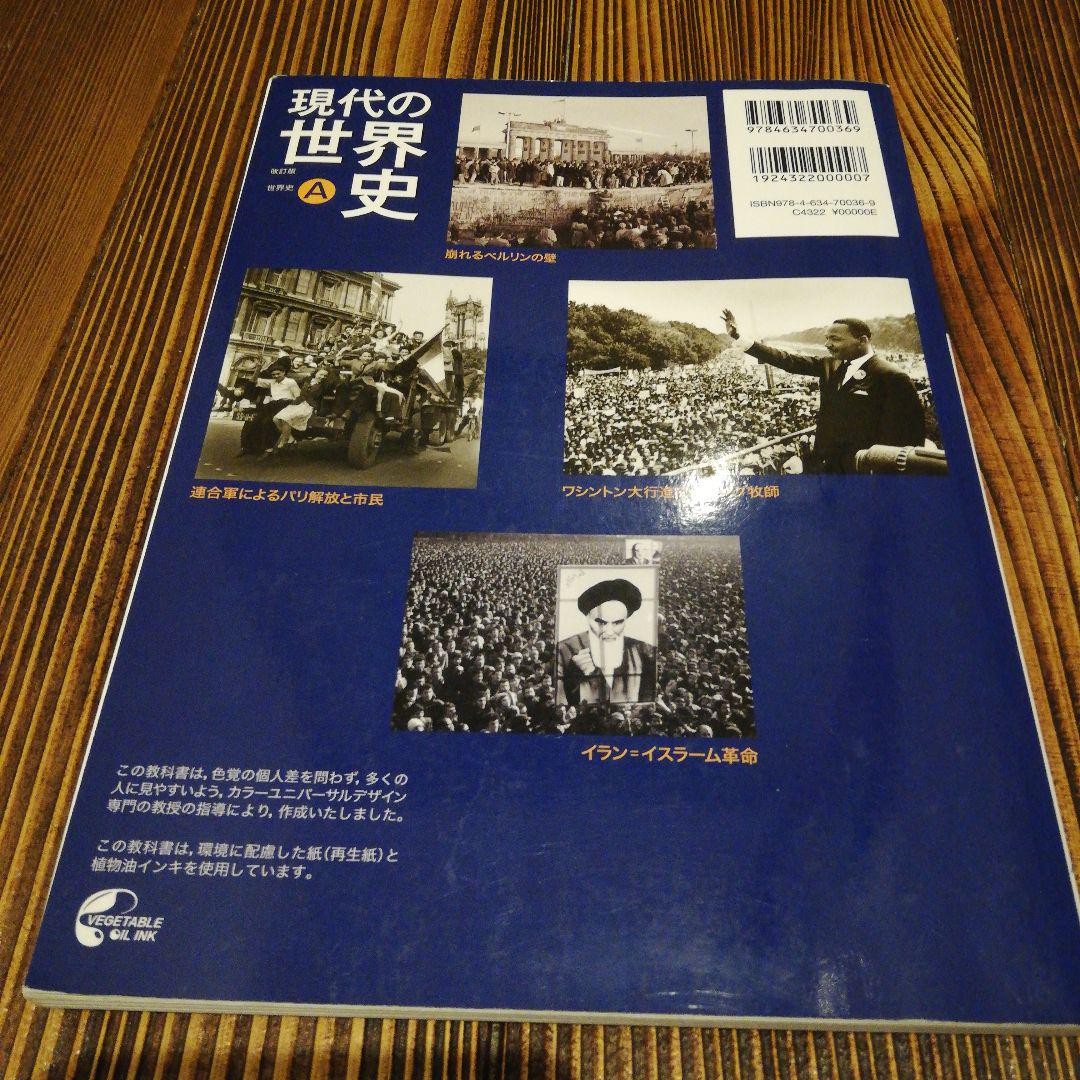 現代の
世界史
改訂版
世界史 A
9784634700369
1924322000007
ISBN978-4-634-70036-9
C4322 ¥00000E
崩れるベルリンの壁
連合軍によるパリ解放と市民
ワシントン大行進 牧師
イラン=イスラーム革命
この教科書は,色覚の個人差を問わず,多くの
人に見やすいよう,カラーユニバーサルデザイン
専門の教授の指導により,作成いたしました。
この教科書は,環境に配慮した紙(再生紙)と
植物油インキを使用しています。
VEGETABLE
OIL INK